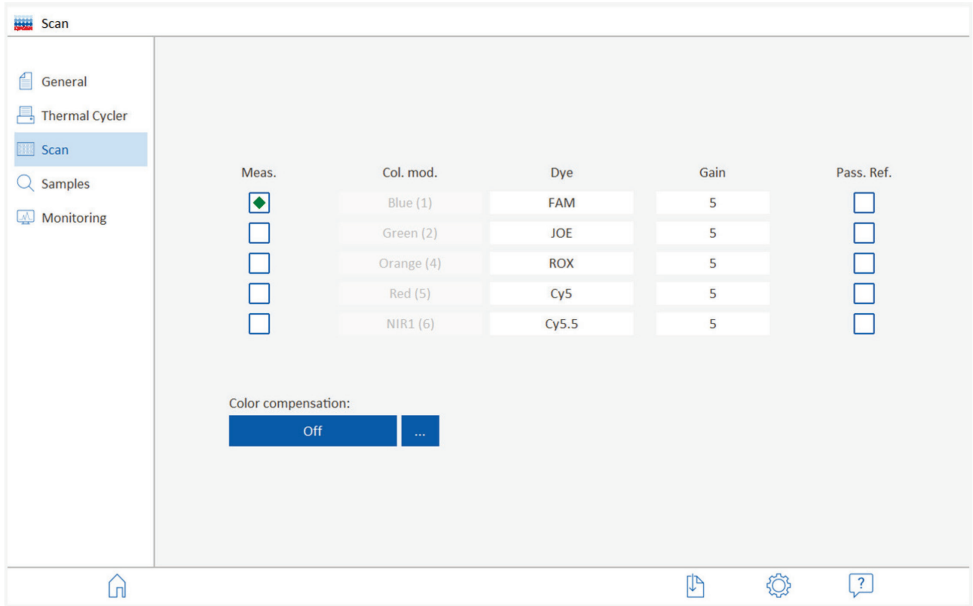 Scan
General
Thermal Cycler
Scan
Samples
Monitoring
Meas. Col. mod. Dye Gain Pass. Ref.
Blue (1) FAM 5
Green (2) JOE 5
Orange (4) ROX 5
Red (5) Cy5 5
NIR1 (6) Cy5.5 5
Color compensation:
Off ...
?